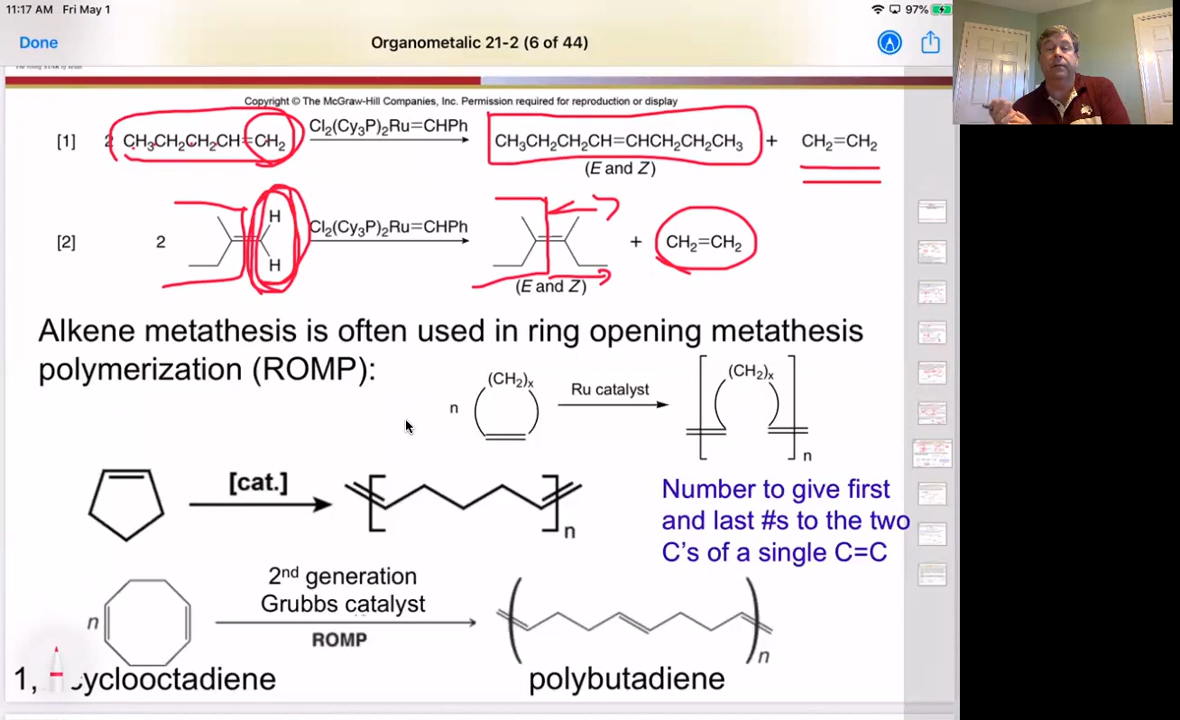 11:17 AM Fri May 1
97%
Done
Organometalic 21-2 (6 of 44)
Copyright © The McGraw-Hill Companies, Inc. Permission required for reproduction or display
[1] 2 CH3CH2CH2CH=CH2 Cl2(Cy3P)2Ru=CHPh CH3CH2CH2CH=CHCH2CH2CH3 + CH2=CH2
(E and Z)
H
[2] 2 Cl2(Cy3P)2Ru=CHPh + CH2=CH2
H
(E and Z)
Alkene metathesis is often used in ring opening metathesis
polymerization (ROMP):
n (CH2)x Ru catalyst (CH2)x n
[cat.] n
Number to give first
and last #s to the two
C's of a single C=C
n 2nd generation
Grubbs catalyst
ROMP n
1, yclooctadiene polybutadiene